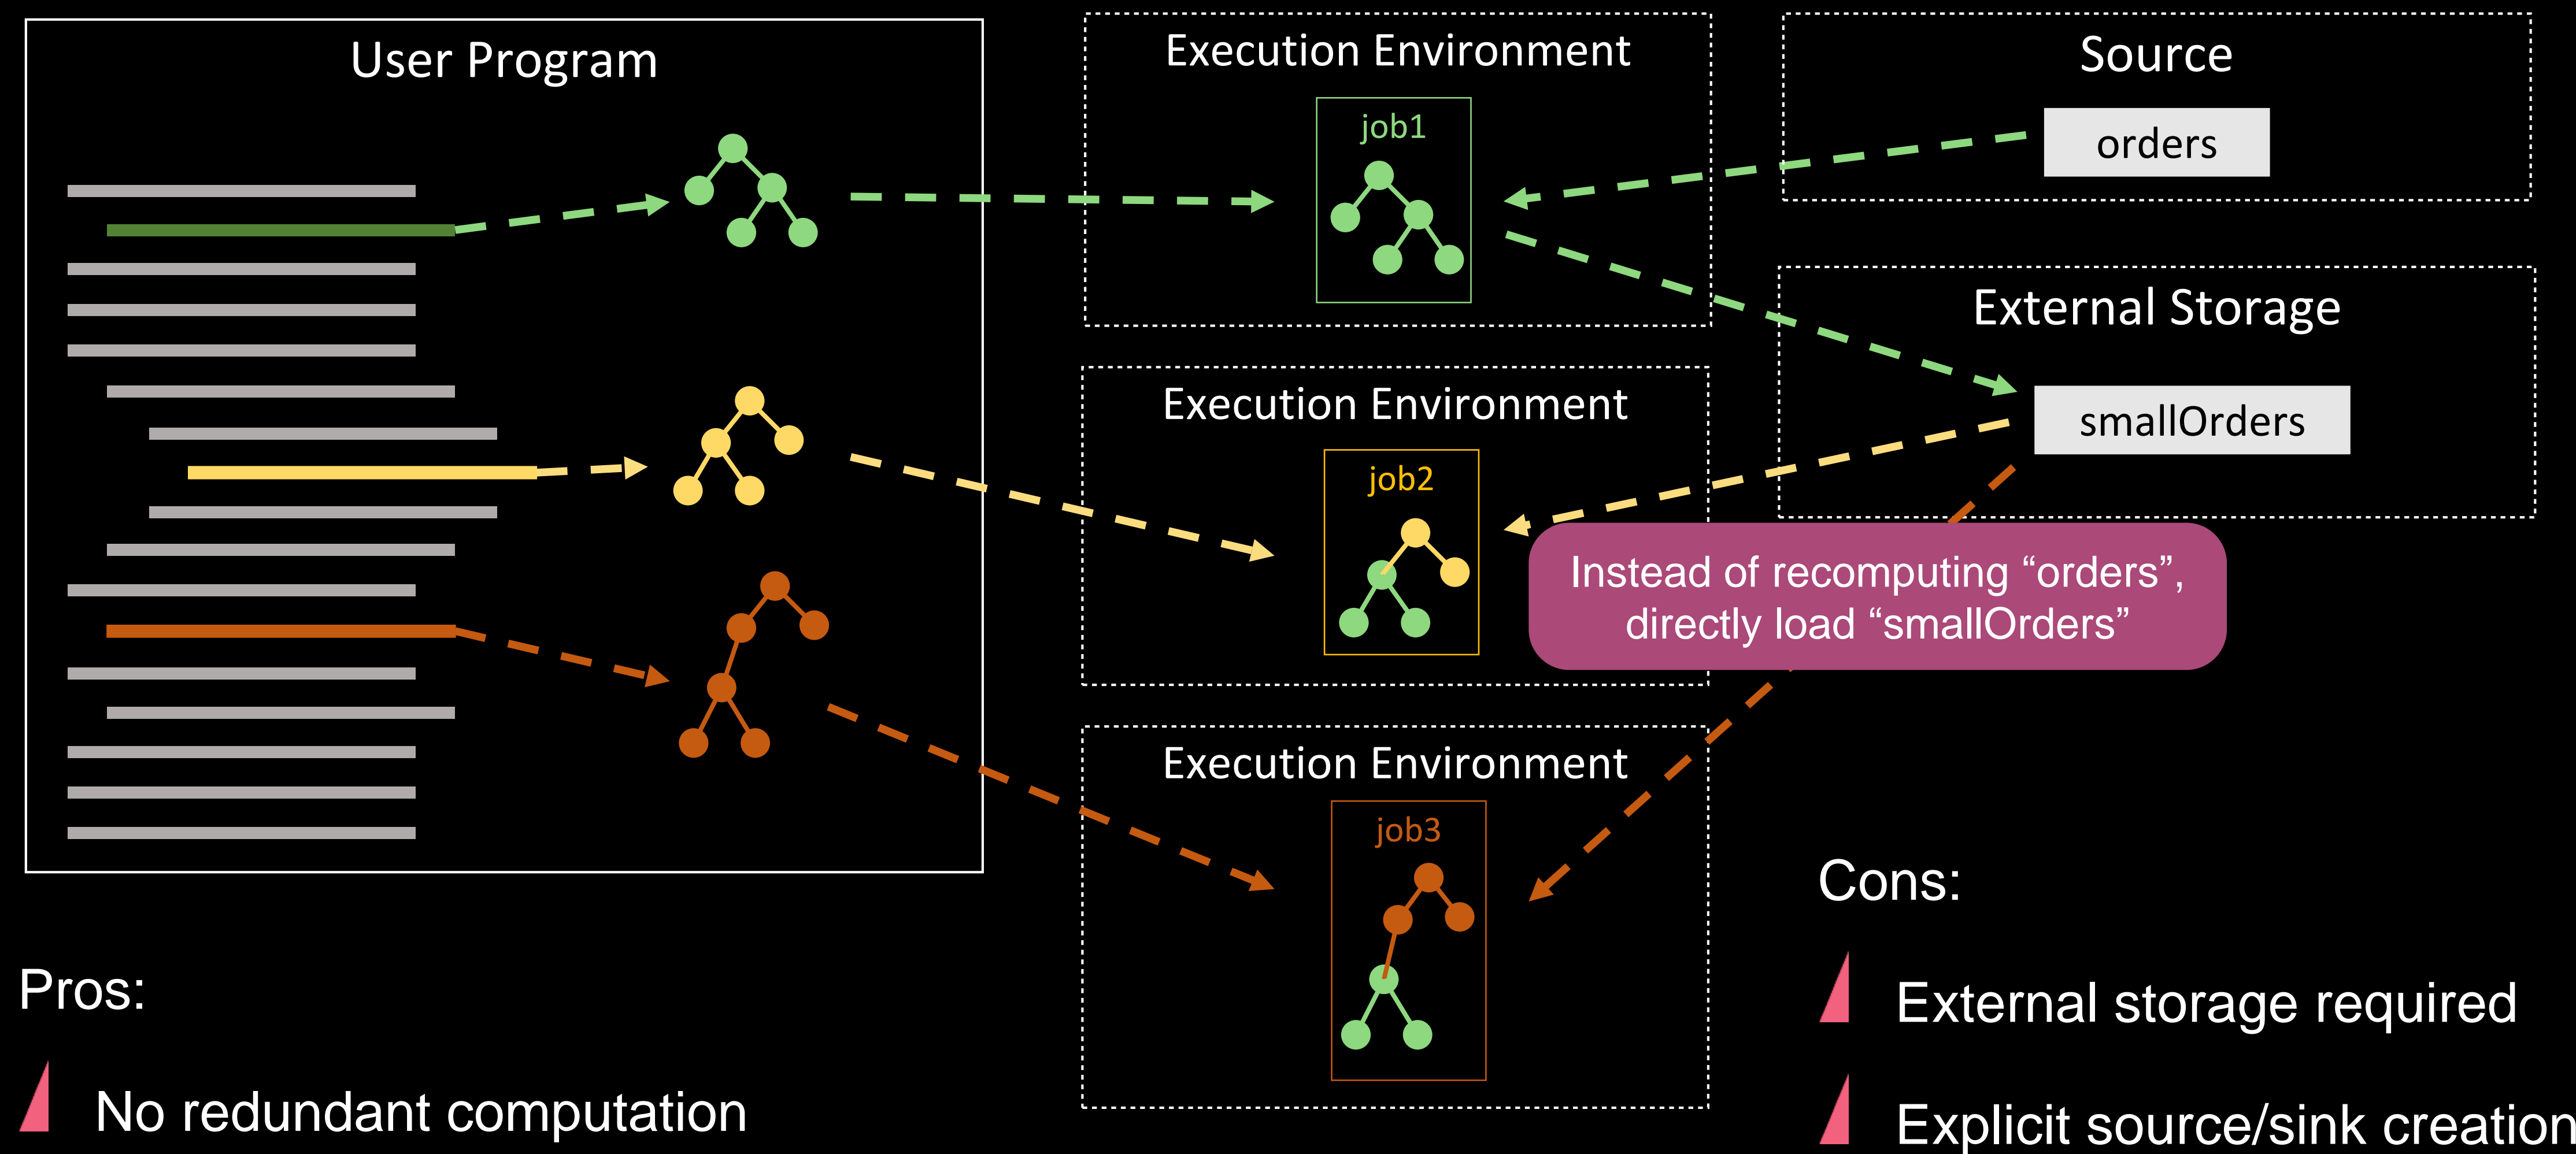 User Program
Execution Environment
job1
Source
orders
External Storage
smallOrders
Execution Environment
job2
Instead of recomputing “orders”,
directly load “smallOrders”
Execution Environment
job3
Pros:
No redundant computation
Cons:
External storage required
Explicit source/sink creation